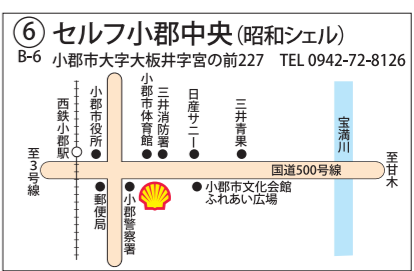 ⑥ セルフ小郡中央(昭和シェル)
B-6 小郡市大字大板井字宮の前227 TEL 0942-72-8126
西鉄小郡駅
小郡市役所
小郡市体育館
三井消防署
日産サニー
三井青果
宝満川
至3号線
国道500号線
至甘木
郵便局
小郡警察署
小郡市文化会館
ふれあい広場